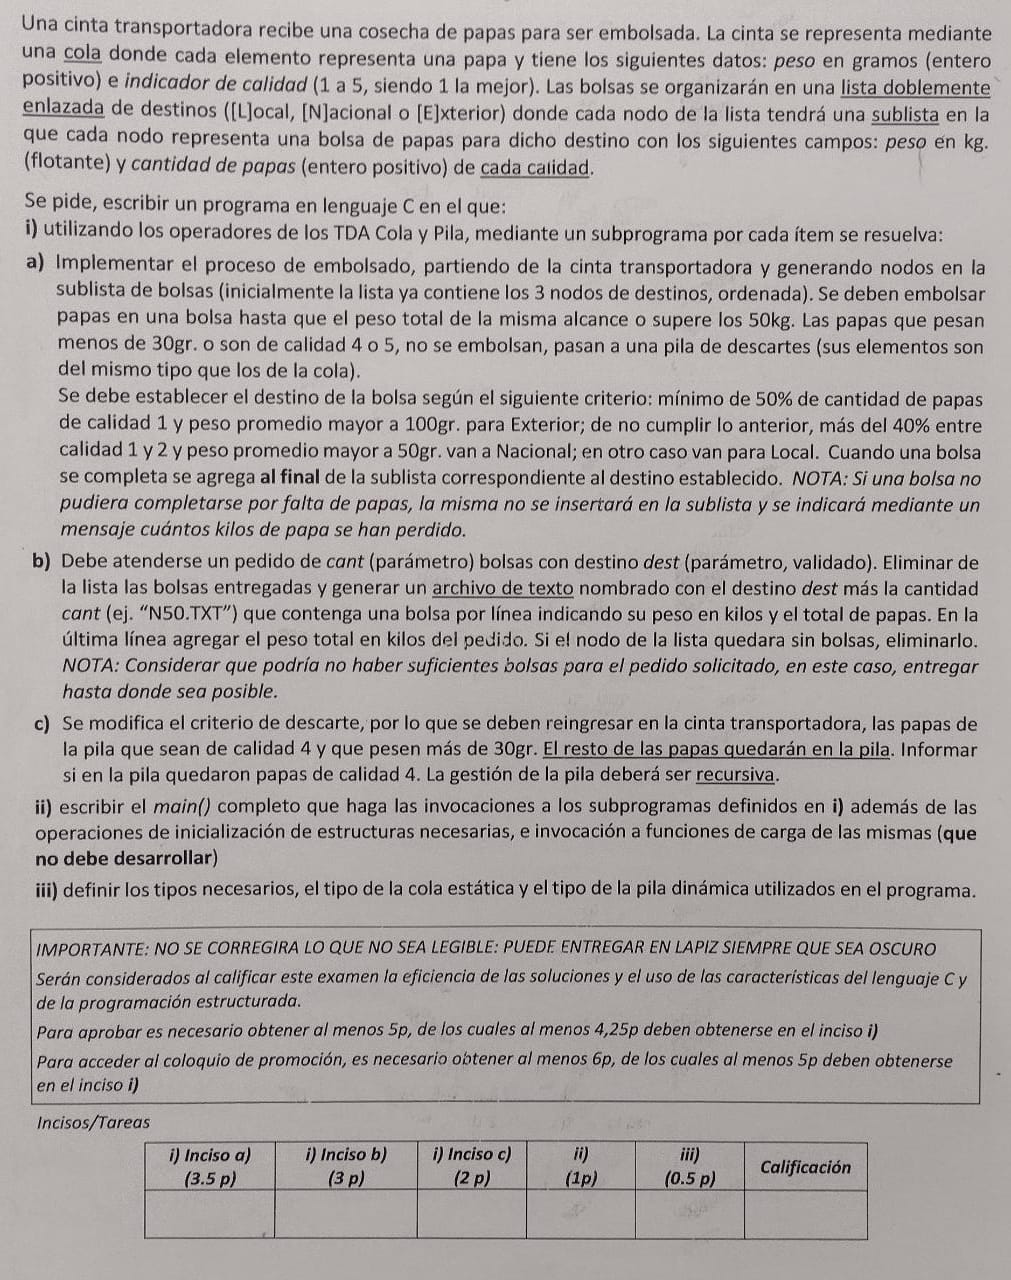 Una cinta transportadora recibe una cosecha de papas para ser embolsada. La cinta se representa mediante
una cola donde cada elemento representa una papa y tiene los siguientes datos: peso en gramos (entero
positivo) e indicador de calidad (1 a 5, siendo 1 la mejor). Las bolsas se organizarán en una lista doblemente
enlazada de destinos ([L]ocal, [N]acional o [E]xterior) donde cada nodo de la lista tendrá una sublista en la
que cada nodo representa una bolsa de papas para dicho destino con los siguientes campos: peso en kg.
(flotante) y cantidad de papas (entero positivo) de cada calidad.
Se pide, escribir un programa en lenguaje C en el que:
i) utilizando los operadores de los TDA Cola y Pila, mediante un subprograma por cada ítem se resuelva:
a) Implementar el proceso de embolsado, partiendo de la cinta transportadora y generando nodos en la
sublista de bolsas (inicialmente la lista ya contiene los 3 nodos de destinos, ordenada). Se deben embolsar
papas en una bolsa hasta que el peso total de la misma alcance o supere los 50kg. Las papas que pesan
menos de 30gr. o son de calidad 4 o 5, no se embolsan, pasan a una pila de descartes (sus elementos son
del mismo tipo que los de la cola).
Se debe establecer el destino de la bolsa según el siguiente criterio: mínimo de 50% de cantidad de papas
de calidad 1 y peso promedio mayor a 100gr. para Exterior; de no cumplir lo anterior, más del 40% entre
calidad 1 y 2 y peso promedio mayor a 50gr. van a Nacional; en otro caso van para Local. Cuando una bolsa
se completa se agrega al final de la sublista correspondiente al destino establecido. NOTA: Si una bolsa no
pudiera completarse por falta de papas, la misma no se insertará en la sublista y se indicará mediante un
mensaje cuántos kilos de papa se han perdido.
b) Debe atenderse un pedido de cant (parámetro) bolsas con destino dest (parámetro, validado). Eliminar de
la lista las bolsas entregadas y generar un archivo de texto nombrado con el destino dest más la cantidad
cant (ej. “N50.TXT”) que contenga una bolsa por línea indicando su peso en kilos y el total de papas. En la
última línea agregar el peso total en kilos del pedido. Si el nodo de la lista quedara sin bolsas, eliminarlo.
NOTA: Considerar que podría no haber suficientes bolsas para el pedido solicitado, en este caso, entregar
hasta donde sea posible.
c) Se modifica el criterio de descarte, por lo que se deben reingresar en la cinta transportadora, las papas de
la pila que sean de calidad 4 y que pesen más de 30gr. El resto de las papas quedarán en la pila. Informar
si en la pila quedaron papas de calidad 4. La gestión de la pila deberá ser recursiva.
ii) escribir el main() completo que haga las invocaciones a los subprogramas definidos en i) además de las
operaciones de inicialización de estructuras necesarias, e invocación a funciones de carga de las mismas (que
no debe desarrollar)
iii) definir los tipos necesarios, el tipo de la cola estática y el tipo de la pila dinámica utilizados en el programa.
IMPORTANTE: NO SE CORREGIRA LO QUE NO SEA LEGIBLE: PUEDE ENTREGAR EN LAPIZ SIEMPRE QUE SEA OSCURO
Serán considerados al calificar este examen la eficiencia de las soluciones y el uso de las características del lenguaje C y
de la programación estructurada.
Para aprobar es necesario obtener al menos 5p, de los cuales al menos 4,25p deben obtenerse en el inciso i)
Para acceder al coloquio de promoción, es necesario obtener al menos 6p, de los cuales al menos 5p deben obtenerse
en el inciso i)
Incisos/Tareas
i) Inciso a) i) Inciso b) i) Inciso c) ii) iii) Calificación
(3.5 p) (3 p) (2 p) (1p) (0.5 p)